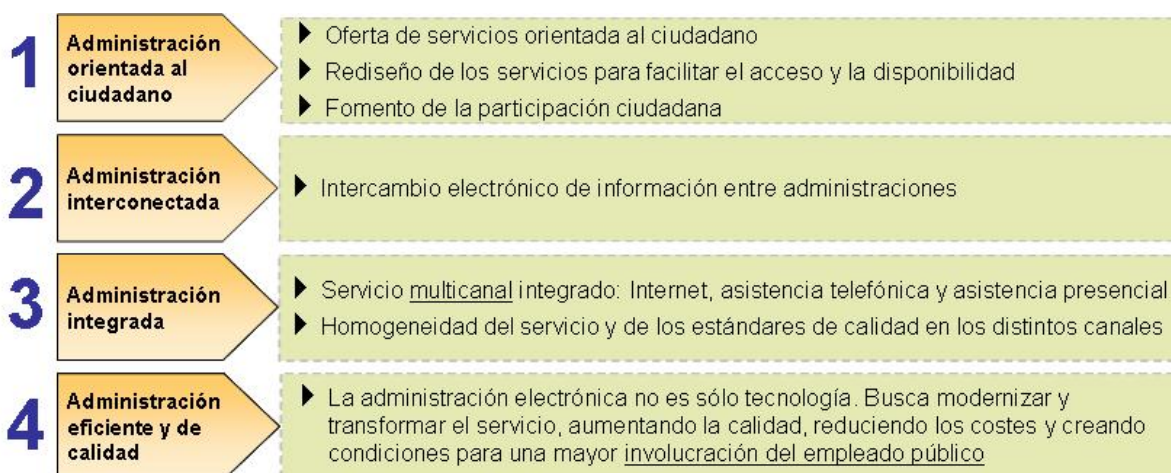 1
Administración
orientada al
ciudadano
Oferta de servicios orientada al ciudadano
Rediseño de los servicios para facilitar el acceso y la disponibilidad
Fomento de la participación ciudadana
2
Administración
interconectada
Intercambio electrónico de información entre administraciones
3
Administración
integrada
Servicio multicanal integrado: Internet, asistencia telefónica y asistencia presencial
Homogeneidad del servicio y de los estándares de calidad en los distintos canales
4
Administración
eficiente y de
calidad
La administración electrónica no es sólo tecnología. Busca modernizar y
transformar el servicio, aumentando la calidad, reduciendo los costes y creando
condiciones para una mayor involucración del empleado público